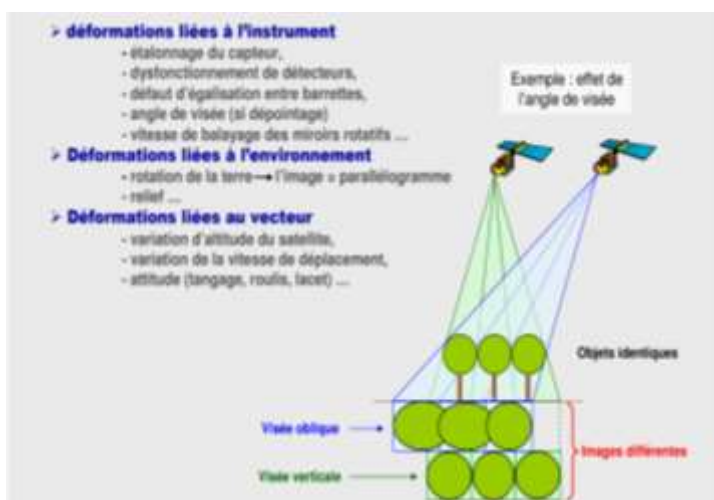 ➢ déformations liées à l'instrument
- étalonnage du capteur,
- dysfonctionnement de détecteurs,
- défaut d'égalisation entre barrettes,
- angle de visée (si dépointage)
- vitesse de balayage des miroirs rotatifs ...
➢ Déformations liées à l'environnement
- rotation de la terre → l'image = parallélogramme
- relief ...
➢ Déformations liées au vecteur
- variation d'altitude du satellite,
- variation de la vitesse de déplacement,
- attitude (tangage, roulis, lacet) ...
Exemple : effet de
l'angle de visée
Objets identiques
Visée oblique
Images différentes
Visée verticale